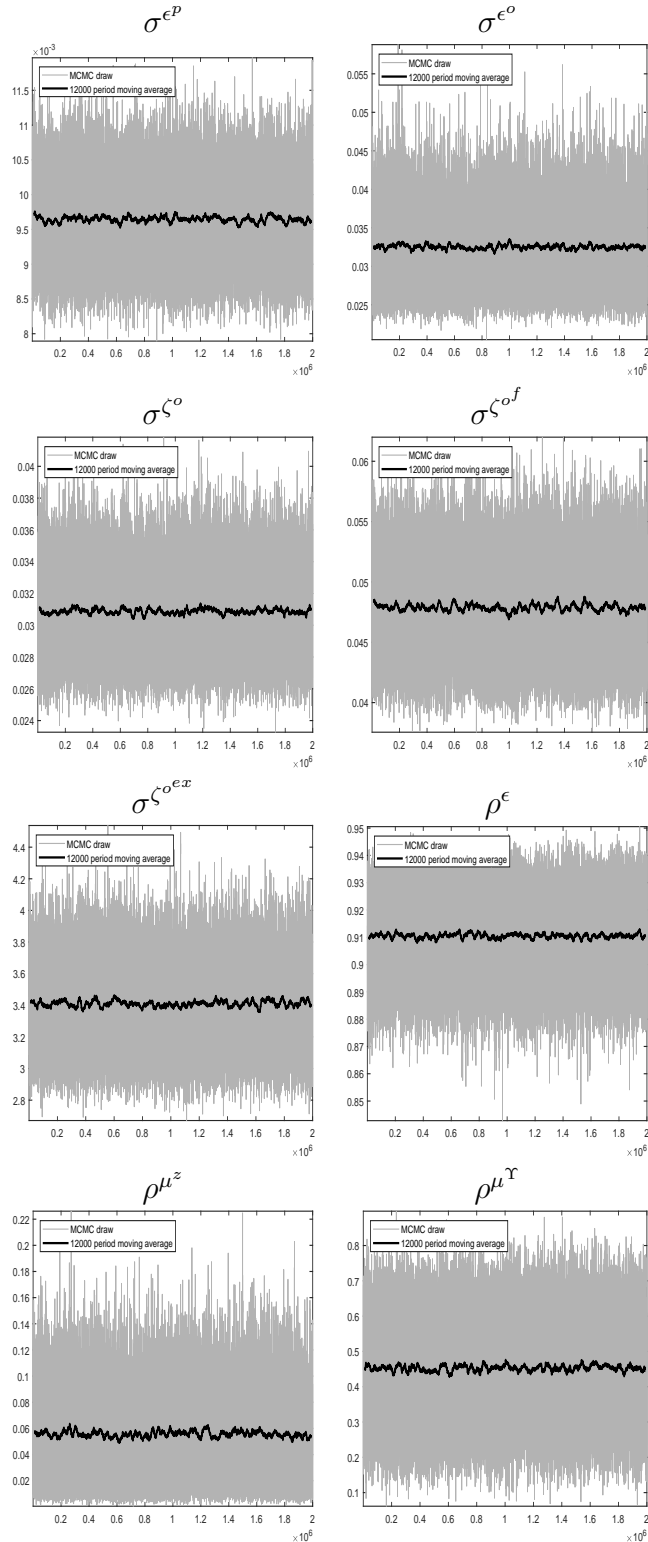 σ^{ϵ^p}
×10^{-3}
MCMC draw
12000 period moving average
11.5
11
10.5
10
9.5
9
8.5
8
0.2 0.4 0.6 0.8 1 1.2 1.4 1.6 1.8 2
×10^6
σ^{ϵ^o}
MCMC draw
12000 period moving average
0.055
0.05
0.045
0.04
0.035
0.03
0.025
0.2 0.4 0.6 0.8 1 1.2 1.4 1.6 1.8 2
×10^6
σ^{ζ^o}
MCMC draw
12000 period moving average
0.04
0.038
0.036
0.034
0.032
0.03
0.028
0.026
0.024
0.2 0.4 0.6 0.8 1 1.2 1.4 1.6 1.8 2
×10^6
σ^{ζ^{o^f}}
MCMC draw
12000 period moving average
0.06
0.055
0.05
0.045
0.04
0.2 0.4 0.6 0.8 1 1.2 1.4 1.6 1.8 2
×10^6
σ^{ζ^{o^{ex}}}
MCMC draw
12000 period moving average
4.4
4.2
4
3.8
3.6
3.4
3.2
3
2.8
0.2 0.4 0.6 0.8 1 1.2 1.4 1.6 1.8 2
×10^6
ρ^ϵ
MCMC draw
12000 period moving average
0.95
0.94
0.93
0.92
0.91
0.9
0.89
0.88
0.87
0.86
0.85
0.2 0.4 0.6 0.8 1 1.2 1.4 1.6 1.8 2
×10^6
ρ^{μ^z}
MCMC draw
12000 period moving average
0.22
0.2
0.18
0.16
0.14
0.12
0.1
0.08
0.06
0.04
0.02
0.2 0.4 0.6 0.8 1 1.2 1.4 1.6 1.8 2
×10^6
ρ^{μ^Υ}
MCMC draw
12000 period moving average
0.8
0.7
0.6
0.5
0.4
0.3
0.2
0.1
0.2 0.4 0.6 0.8 1 1.2 1.4 1.6 1.8 2
×10^6